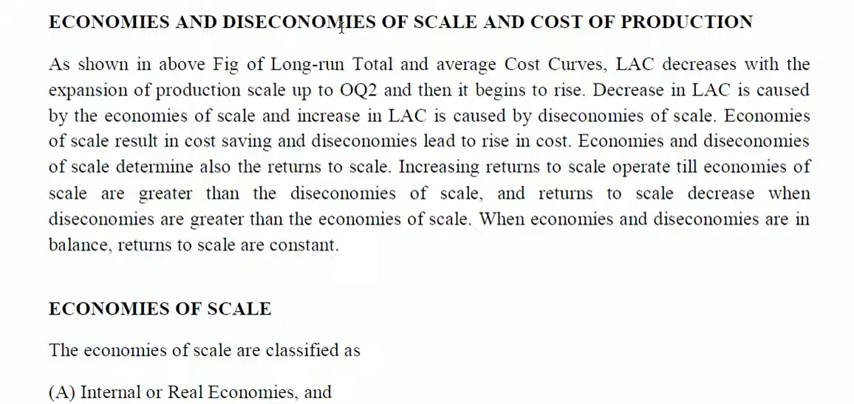 ECONOMIES AND DISECONOMIES OF SCALE AND COST OF PRODUCTION
As shown in above Fig of Long-run Total and average Cost Curves, LAC decreases with the
expansion of production scale up to OQ2 and then it begins to rise. Decrease in LAC is caused
by the economies of scale and increase in LAC is caused by diseconomies of scale. Economies
of scale result in cost saving and diseconomies lead to rise in cost. Economies and diseconomies
of scale determine also the returns to scale. Increasing returns to scale operate till economies of
scale are greater than the diseconomies of scale, and returns to scale decrease when
diseconomies are greater than the economies of scale. When economies and diseconomies are in
balance, returns to scale are constant.
ECONOMIES OF SCALE
The economies of scale are classified as
(A) Internal or Real Economies, and